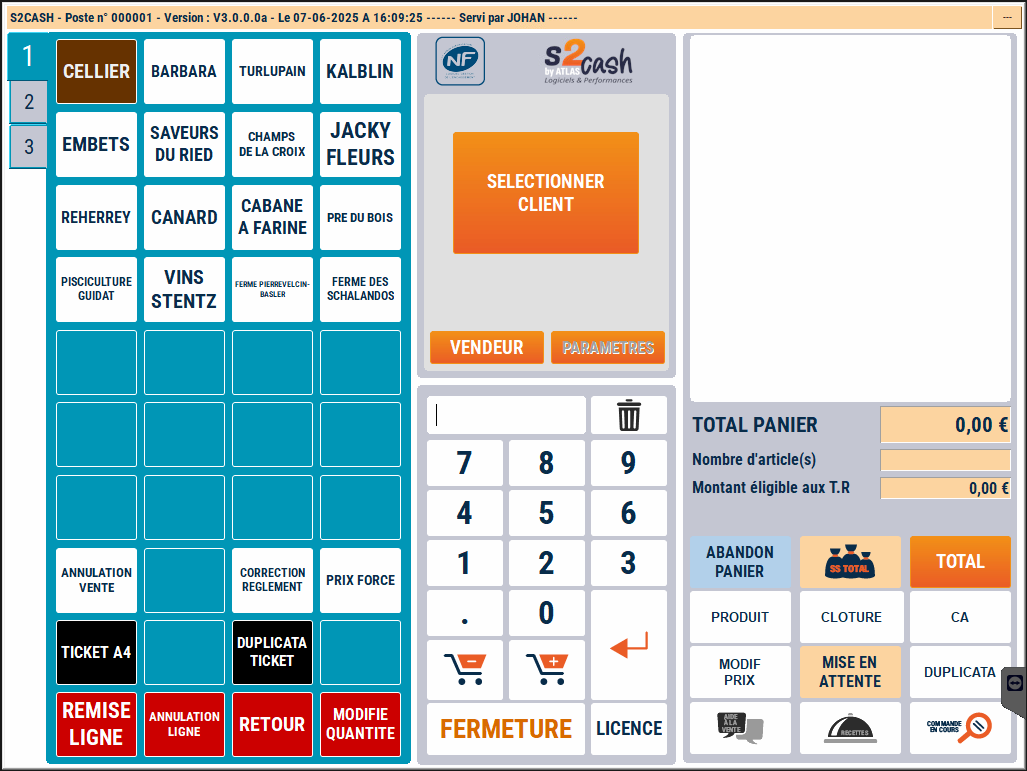 S2CASH - Poste n° 000001 - Version : V3.0.0.0a - Le 07-06-2025 A 16:09:25 ------ Servi par JOHAN ------
---
1
2
3
CELLIER
BARBARA
TURLUPAIN
KALBLIN
EMBETS
SAVEURS
DU RIED
CHAMPS
DE LA CROIX
JACKY
FLEURS
REHERREY
CANARD
CABANE
A FARINE
PRE DU BOIS
PISCICULTURE
GUIDAT
VINS
STENTZ
FERME PIERREVELCIN-
BASLER
FERME DES
SCHALANDOS
ANNULATION
VENTE
CORRECTION
REGLEMENT
PRIX FORCE
TICKET A4
DUPLICATA
TICKET
REMISE
LIGNE
ANNULATION
LIGNE
RETOUR
MODIFIE
QUANTITE
NF
S2cash
by ATLAS
Logiciels & Performances
SELECTIONNER
CLIENT
VENDEUR
PARAMETRES
7
8
9
4
5
6
1
2
3
.
0
FERMETURE
LICENCE
TOTAL PANIER
0,00 €
Nombre d'article(s)
Montant éligible aux T.R
0,00 €
ABANDON
PANIER
SS TOTAL
TOTAL
PRODUIT
CLOTURE
CA
MODIF
PRIX
MISE EN
ATTENTE
DUPLICATA
AIDE
A LA
VENTE
RECETTES
COMMANDE
EN COURS